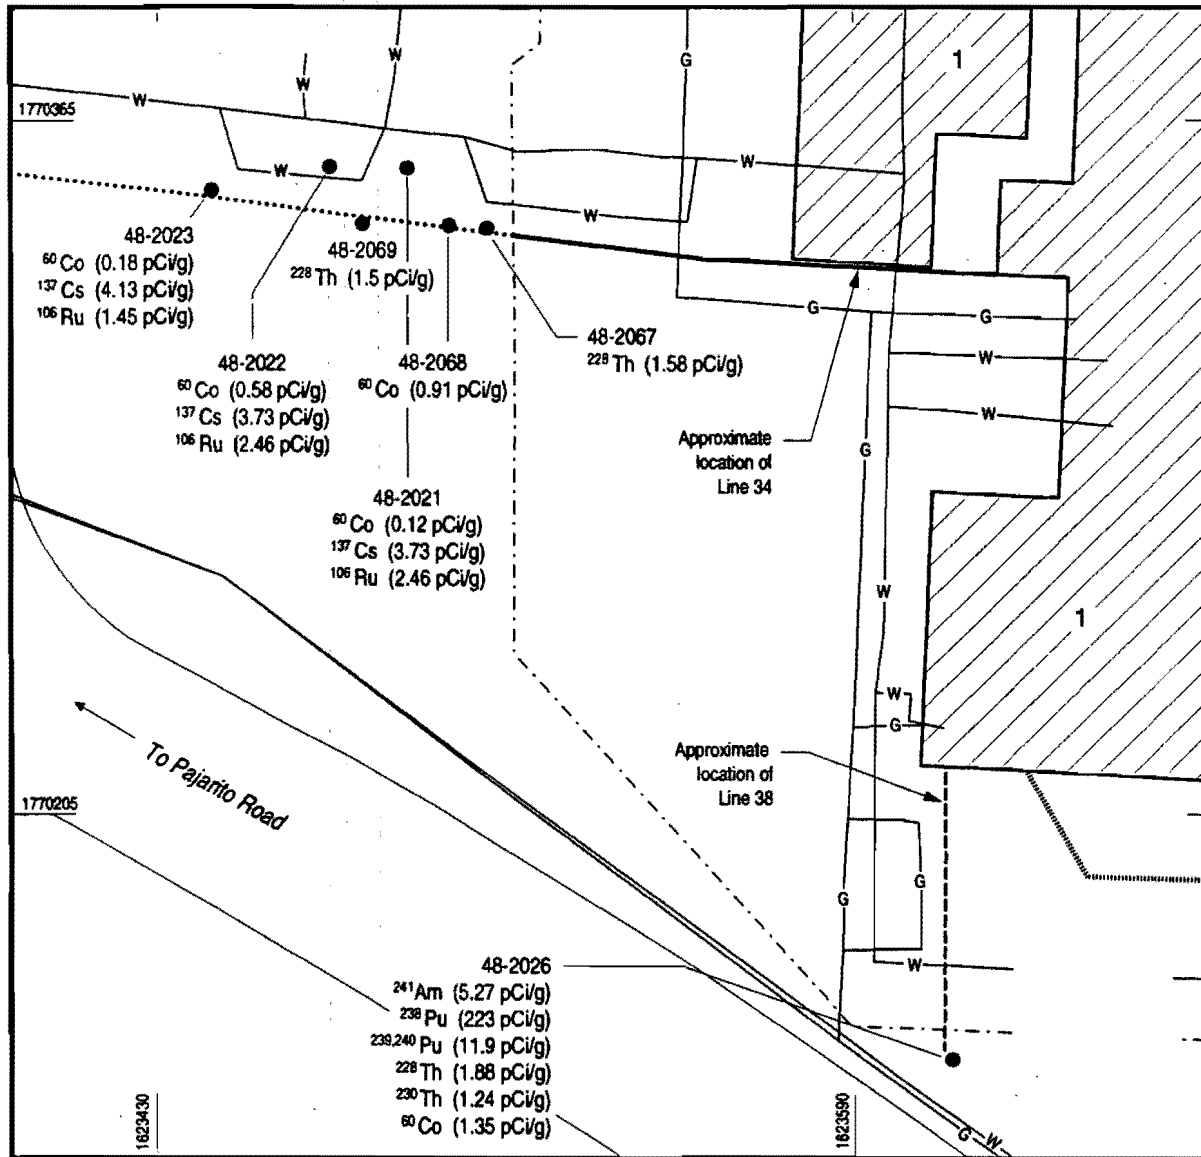 W
G
1
W
1770365
W
W
W
48-2023
⁶⁰Co (0.18 pCi/g)
¹³⁷Cs (4.13 pCi/g)
¹⁰⁶Ru (1.45 pCi/g)
48-2069
²²⁸Th (1.5 pCi/g)
48-2022
⁶⁰Co (0.58 pCi/g)
¹³⁷Cs (3.73 pCi/g)
¹⁰⁶Ru (2.46 pCi/g)
48-2068
⁶⁰Co (0.91 pCi/g)
48-2067
²²⁸Th (1.58 pCi/g)
G
G
W
W
Approximate
location of
Line 34
G
48-2021
⁶⁰Co (0.12 pCi/g)
¹³⁷Cs (3.73 pCi/g)
¹⁰⁶Ru (2.46 pCi/g)
W
1
W
G
To Pajarito Road
Approximate
location of
Line 38
1770205
G
G
W
48-2026
²⁴¹Am (5.27 pCi/g)
²³⁸Pu (223 pCi/g)
²³⁹,²⁴⁰Pu (11.9 pCi/g)
²²⁸Th (1.88 pCi/g)
²³⁰Th (1.24 pCi/g)
⁶⁰Co (1.35 pCi/g)
1623430
1623590
G
W